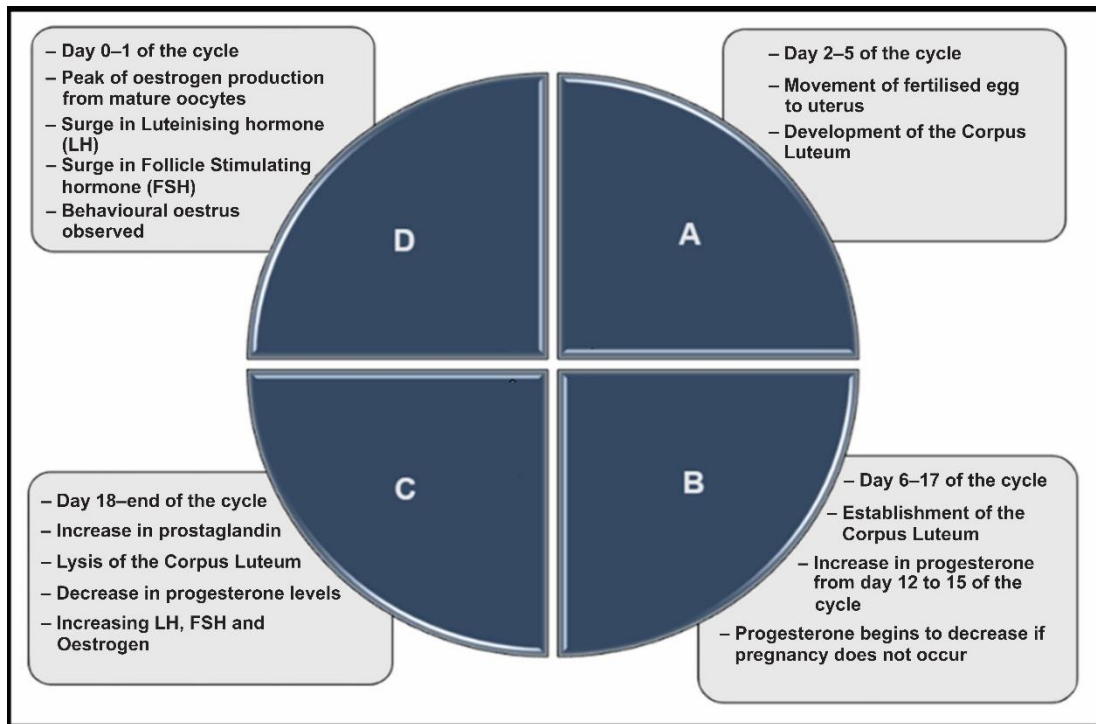 – Day 0–1 of the cycle
– Peak of oestrogen production
from mature oocytes
– Surge in Luteinising hormone
(LH)
– Surge in Follicle Stimulating
hormone (FSH)
– Behavioural oestrus
observed
– Day 2–5 of the cycle
– Movement of fertilised egg
to uterus
– Development of the Corpus
Luteum
D
A
C
B
– Day 18–end of the cycle
– Increase in prostaglandin
– Lysis of the Corpus Luteum
– Decrease in progesterone levels
– Increasing LH, FSH and
Oestrogen
– Day 6–17 of the cycle
– Establishment of the
Corpus Luteum
– Increase in progesterone
from day 12 to 15 of the
cycle
– Progesterone begins to decrease if
pregnancy does not occur